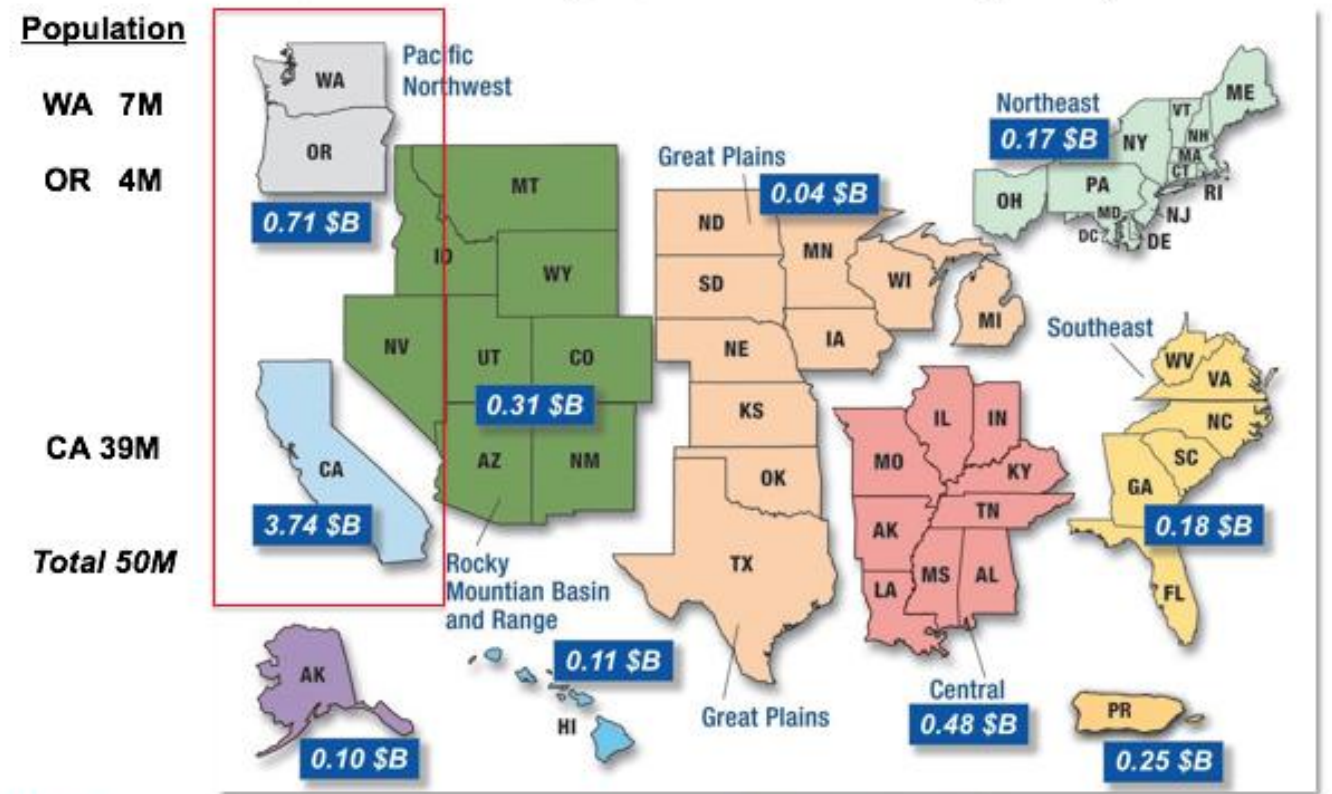 Population
WA 7M
OR 4M
CA 39M
Total 50M
WA
OR
Pacific
Northwest
0.71 $B
CA
3.74 $B
MT
ID
WY
NV
UT
CO
0.31 $B
AZ
NM
Rocky
Mountian Basin
and Range
Great Plains
0.04 $B
ND
MN
SD
WI
MI
IA
NE
KS
OK
TX
Great Plains
Northeast
0.17 $B
ME
VT
NH
NY
MA
CT
RI
PA
OH
NJ
MD
DC
DE
Southeast
WV
VA
NC
SC
GA
0.18 $B
FL
IL
IN
MO
KY
TN
AK
MS
AL
LA
Central
0.48 $B
AK
0.10 $B
HI
0.11 $B
PR
0.25 $B